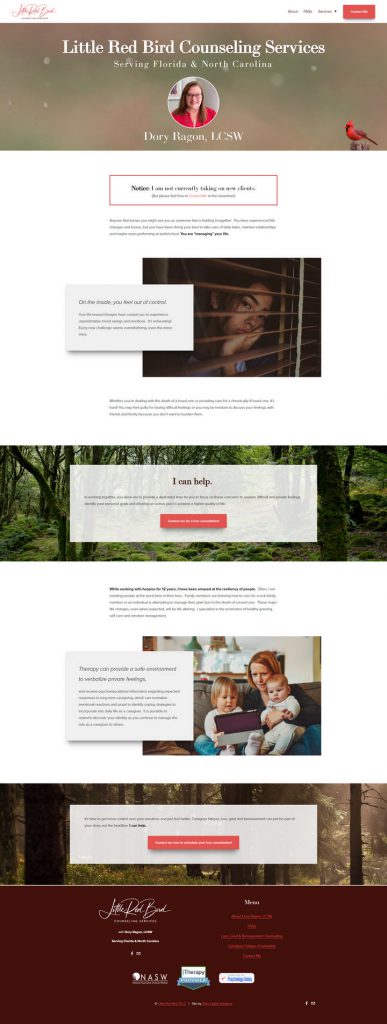 Little Red Bird
COUNSELING SERVICES
About
FAQs
Services
Contact Me
Little Red Bird Counseling Services
Serving Florida & North Carolina
Dory Ragon, LCSW
Notice: I am not currently taking on new clients.
(But please feel free to Contact Me in the meantime!)
Anyone that knows you might see you as someone that is holding it together. You have experienced life
changes and losses, but you have been doing your best to take care of daily tasks, maintain relationships
and maybe even performing at work/school. You are "managing" your life.
On the inside, you feel out of control.
Your life losses/changes have caused you to experience
unpredictable mood swings and emotions. It's exhausting!
Every new challenge seems overwhelming, even the minor
ones.
Whether you're dealing with the death of a loved one or providing care for a chronically ill loved one, it's
hard! You may feel guilty for having difficult feelings or you may be hesitant to discuss your feelings with
friends and family because you don't want to burden them.
I can help.
In working together, you allow me to provide a dedicated time for you to focus on those concerns to explore difficult and private feelings,
identify your personal goals and develop an action plan to achieve a higher quality of life.
Contact me for a free consultation!
While working with hospice for 12 years, I have been amazed at the resiliency of people. Often, I am
meeting people at the worst time in their lives. Family members are learning how to care for a sick family
member or an individual is attempting to manage their grief due to the death of a loved one. These major
life changes, even when expected, will be life altering. I specialize in the promotion of healthy grieving,
self care and emotion management.
Therapy can provide a safe environment
to verbalize private feelings,
and receive psychoeducational information regarding expected
responses to long term caregiving, which can normalize
emotional reactions and assist to identify coping strategies to
incorporate into daily life as a caregiver. It is possible to
retain/re-discover your identity as you continue to manage the
role as a caregiver to others.
It's time to get more control over your emotions and just feel better. Caregiver fatigue, loss, grief and bereavement can just be part of
your story, not the headline. I can help.
Contact me now to schedule your free consultation!
Little Red Bird
COUNSELING SERVICES
with Dory Ragon, LCSW
Serving Florida & North Carolina
Menu
About Dory Ragon, LCSW
FAQs
Loss, Grief & Bereavement Counseling
Caregiver Fatigue Counseling
Contact Me
NASW
iTherapy
PROVIDER
Psychology Today
© Little Red Bird, PLLC | Site by